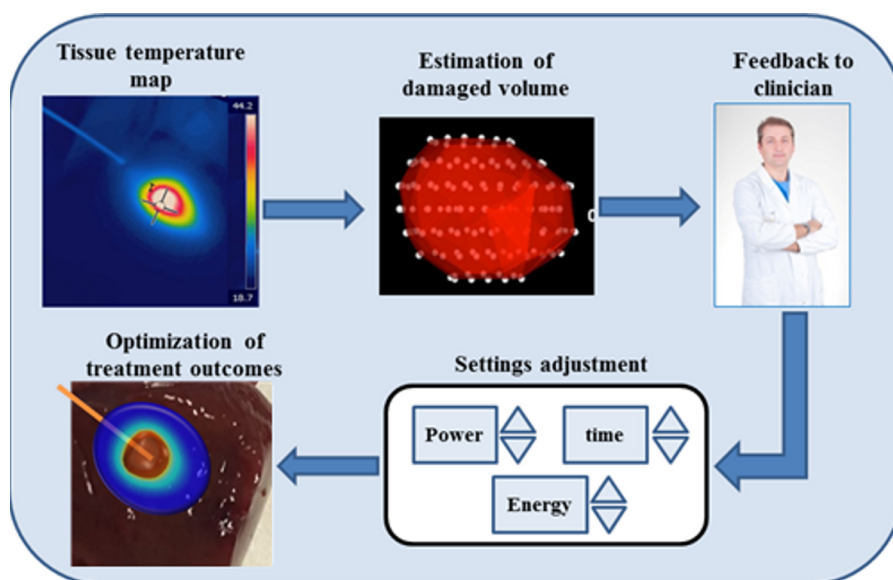 Tissue temperature
map
Estimation of
damaged volume
Feedback to
clinician
44.2
18.7
0
Optimization of
treatment outcomes
Settings adjustment
Power
time
Energy